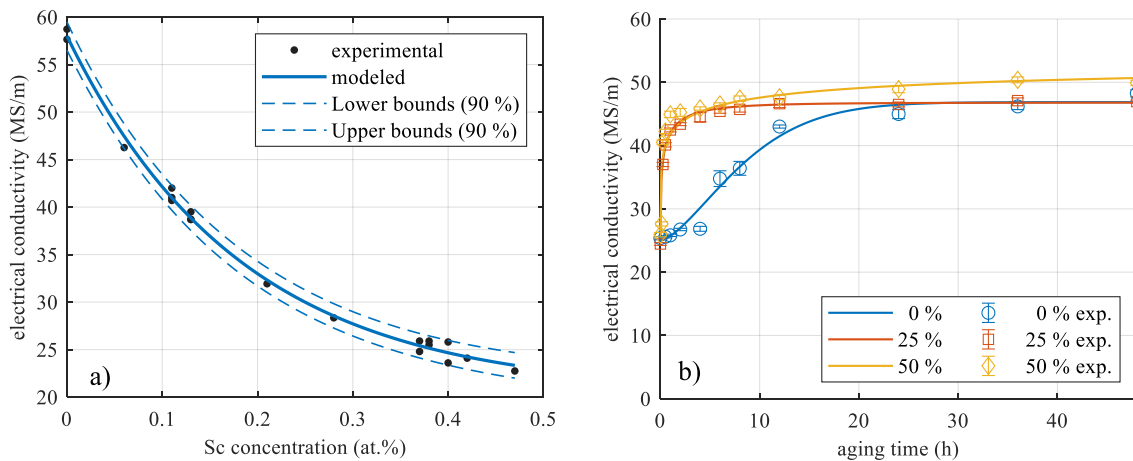 60
55
50
45
40
35
30
25
20
0
0.1
0.2
0.3
0.4
0.5
electrical conductivity (MS/m)
Sc concentration (at.%)
experimental
modeled
Lower bounds (90 %)
Upper bounds (90 %)
a)
60
50
40
30
20
10
0
0
10
20
30
40
electrical conductivity (MS/m)
aging time (h)
0 % 0 % exp.
25 % 25 % exp.
50 % 50 % exp.
b)